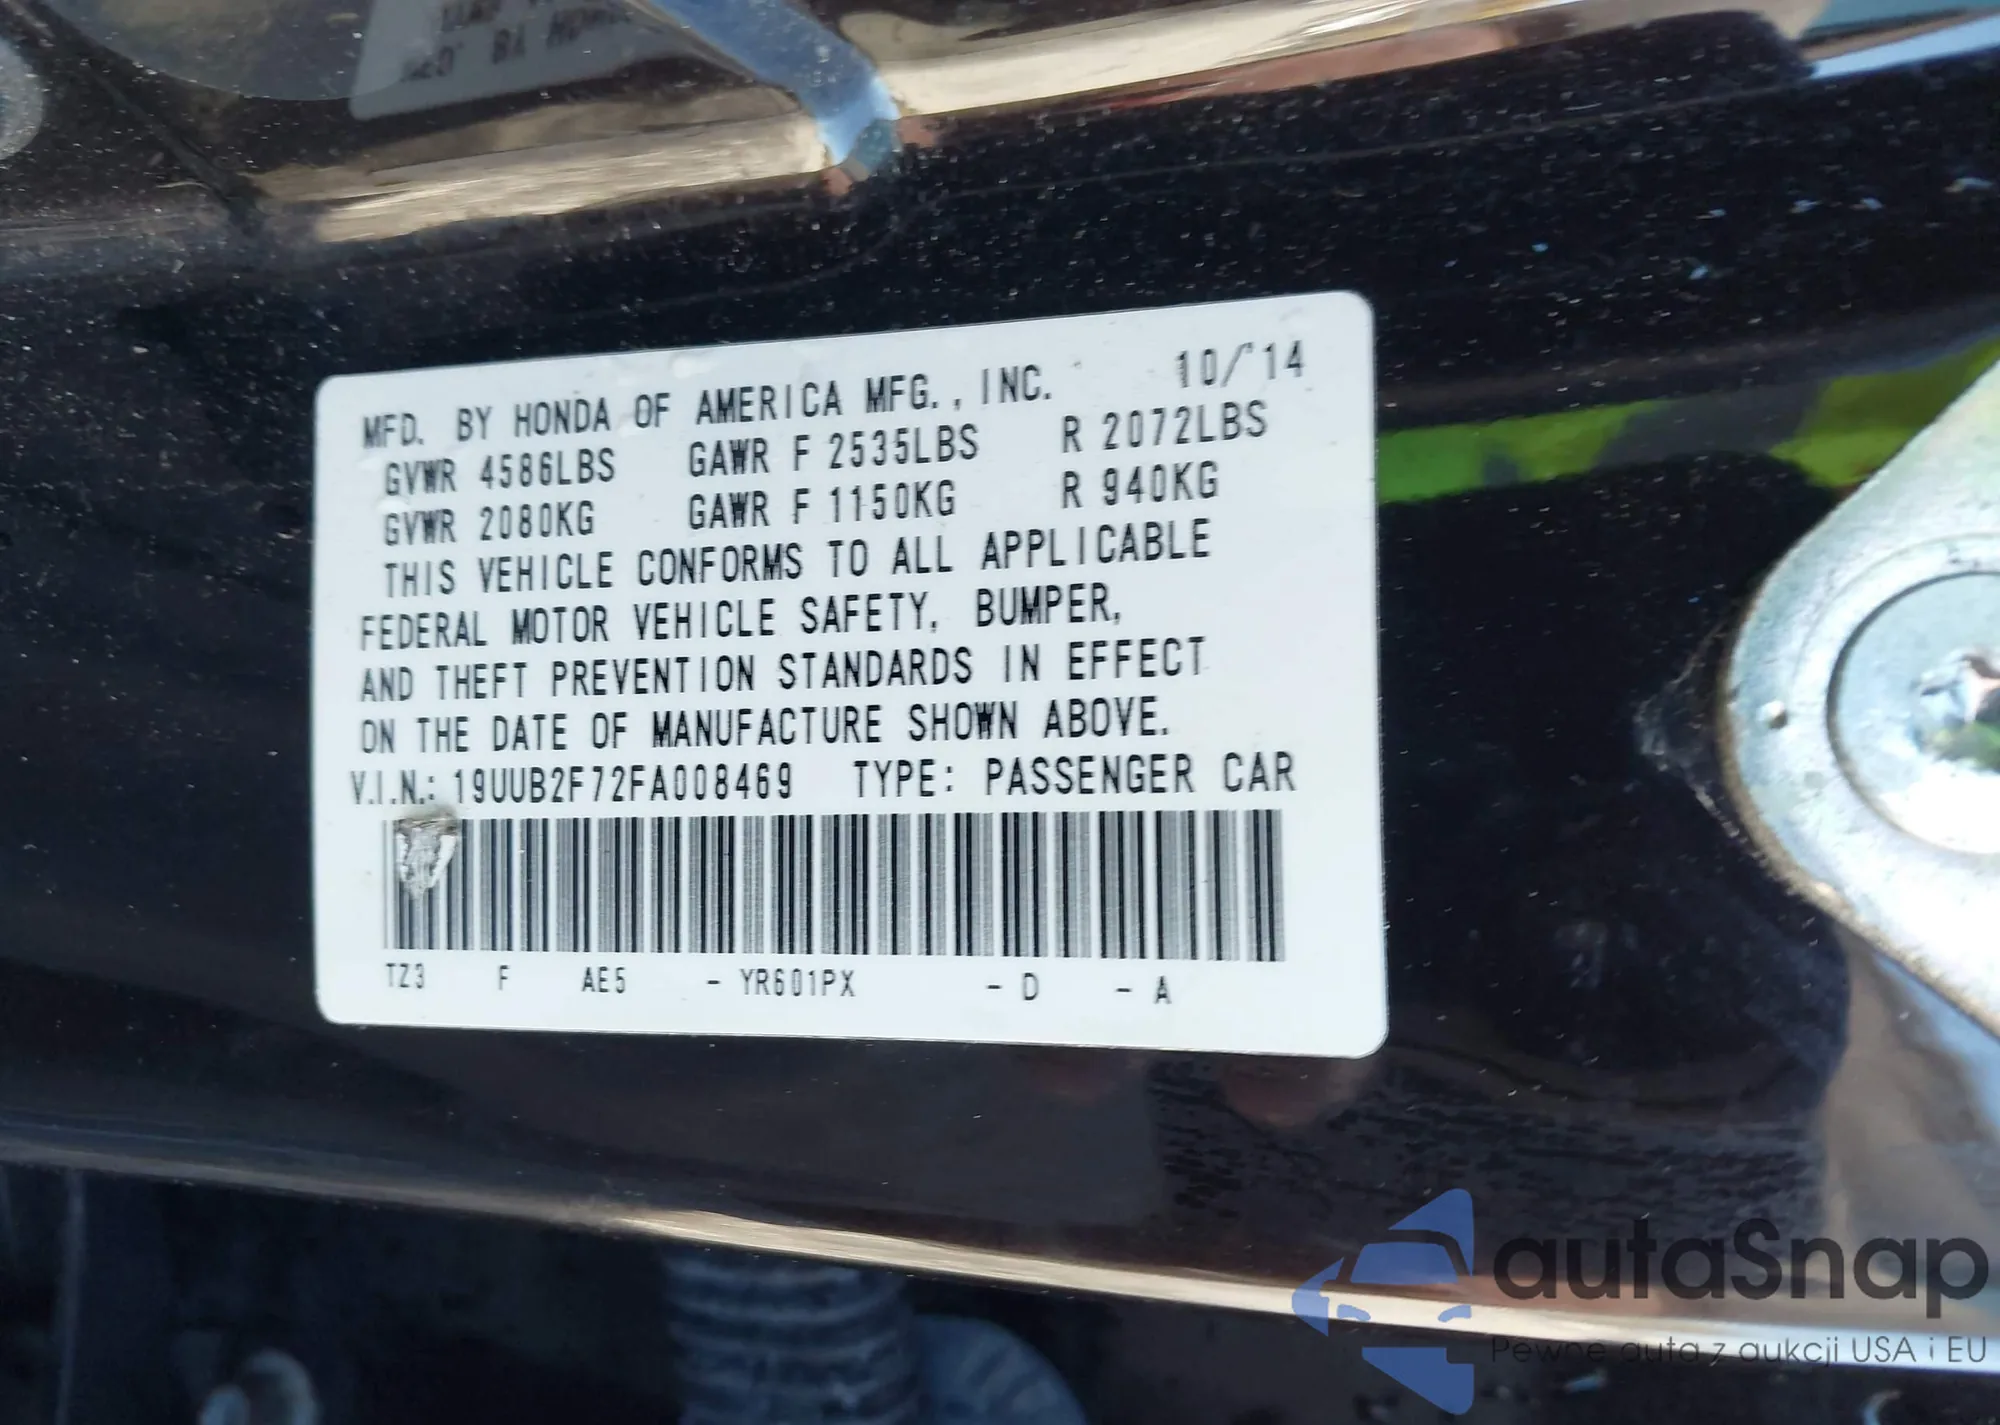 MFD. BY HONDA OF AMERICA MFG., INC. 10/'14
GVWR 4586LBS GAWR F 2535LBS R 2072LBS
GVWR 2080KG GAWR F 1150KG R 940KG
THIS VEHICLE CONFORMS TO ALL APPLICABLE
FEDERAL MOTOR VEHICLE SAFETY, BUMPER,
AND THEFT PREVENTION STANDARDS IN EFFECT
ON THE DATE OF MANUFACTURE SHOWN ABOVE.
V.I.N.: 19UUB2F72FA008469 TYPE: PASSENGER CAR
TZ3 F AE5 - YR601PX - D - A
autaSnap
Pewne auta z aukcji USA i EU